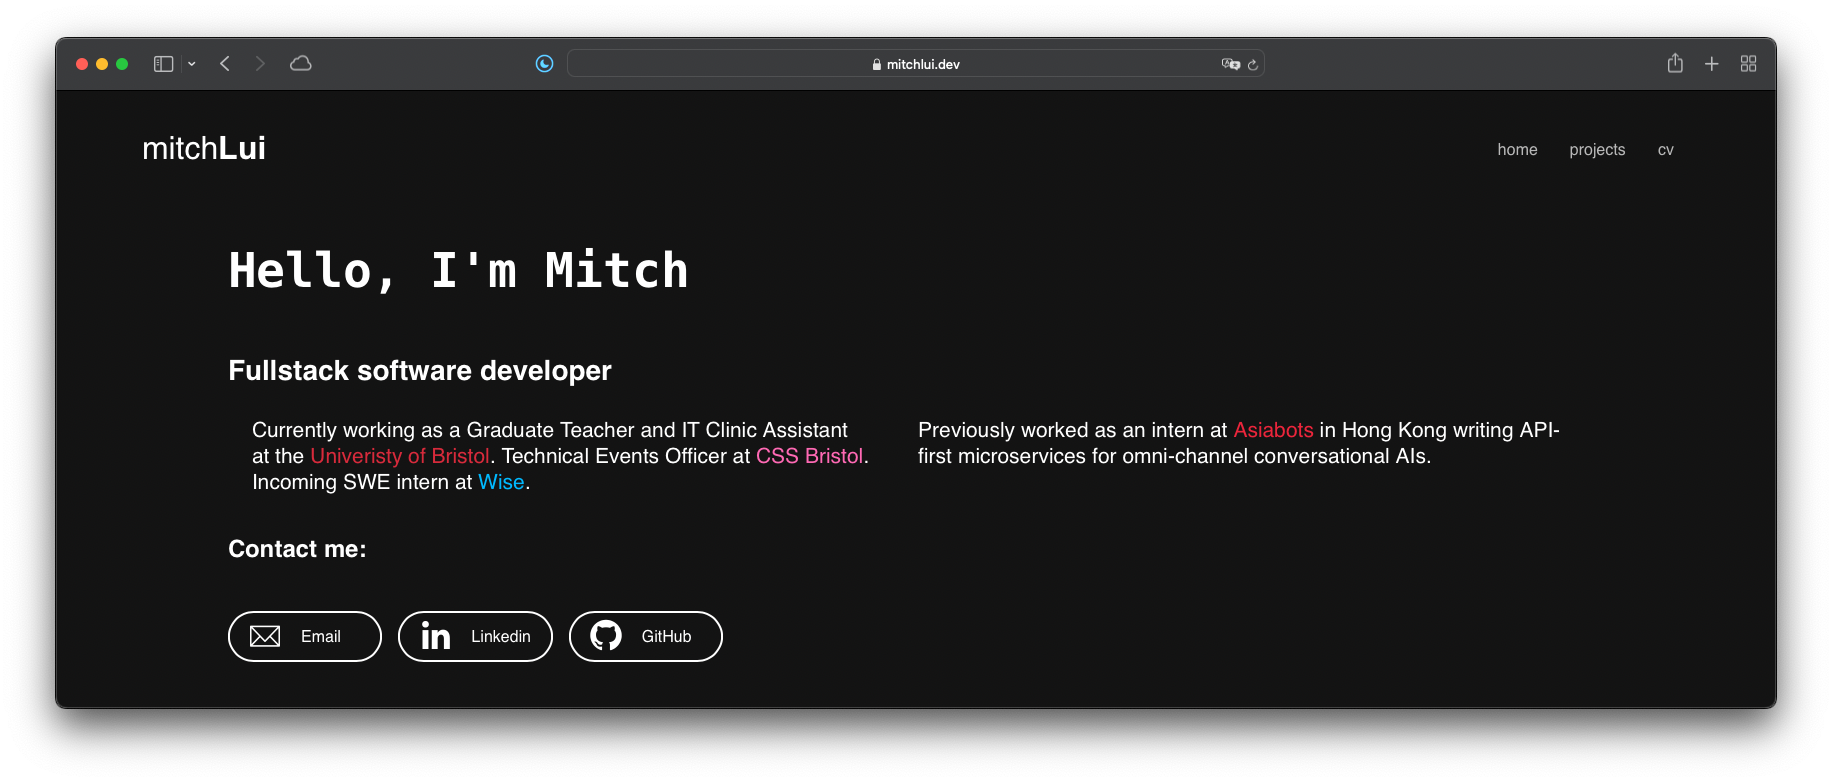 mitchlui.dev
mitchLui
home projects cv
Hello, I'm Mitch
Fullstack software developer
Currently working as a Graduate Teacher and IT Clinic Assistant
at the Univeristy of Bristol. Technical Events Officer at CSS Bristol.
Incoming SWE intern at Wise.
Previously worked as an intern at Asiabots in Hong Kong writing API-
first microservices for omni-channel conversational AIs.
Contact me:
Email
Linkedin
GitHub